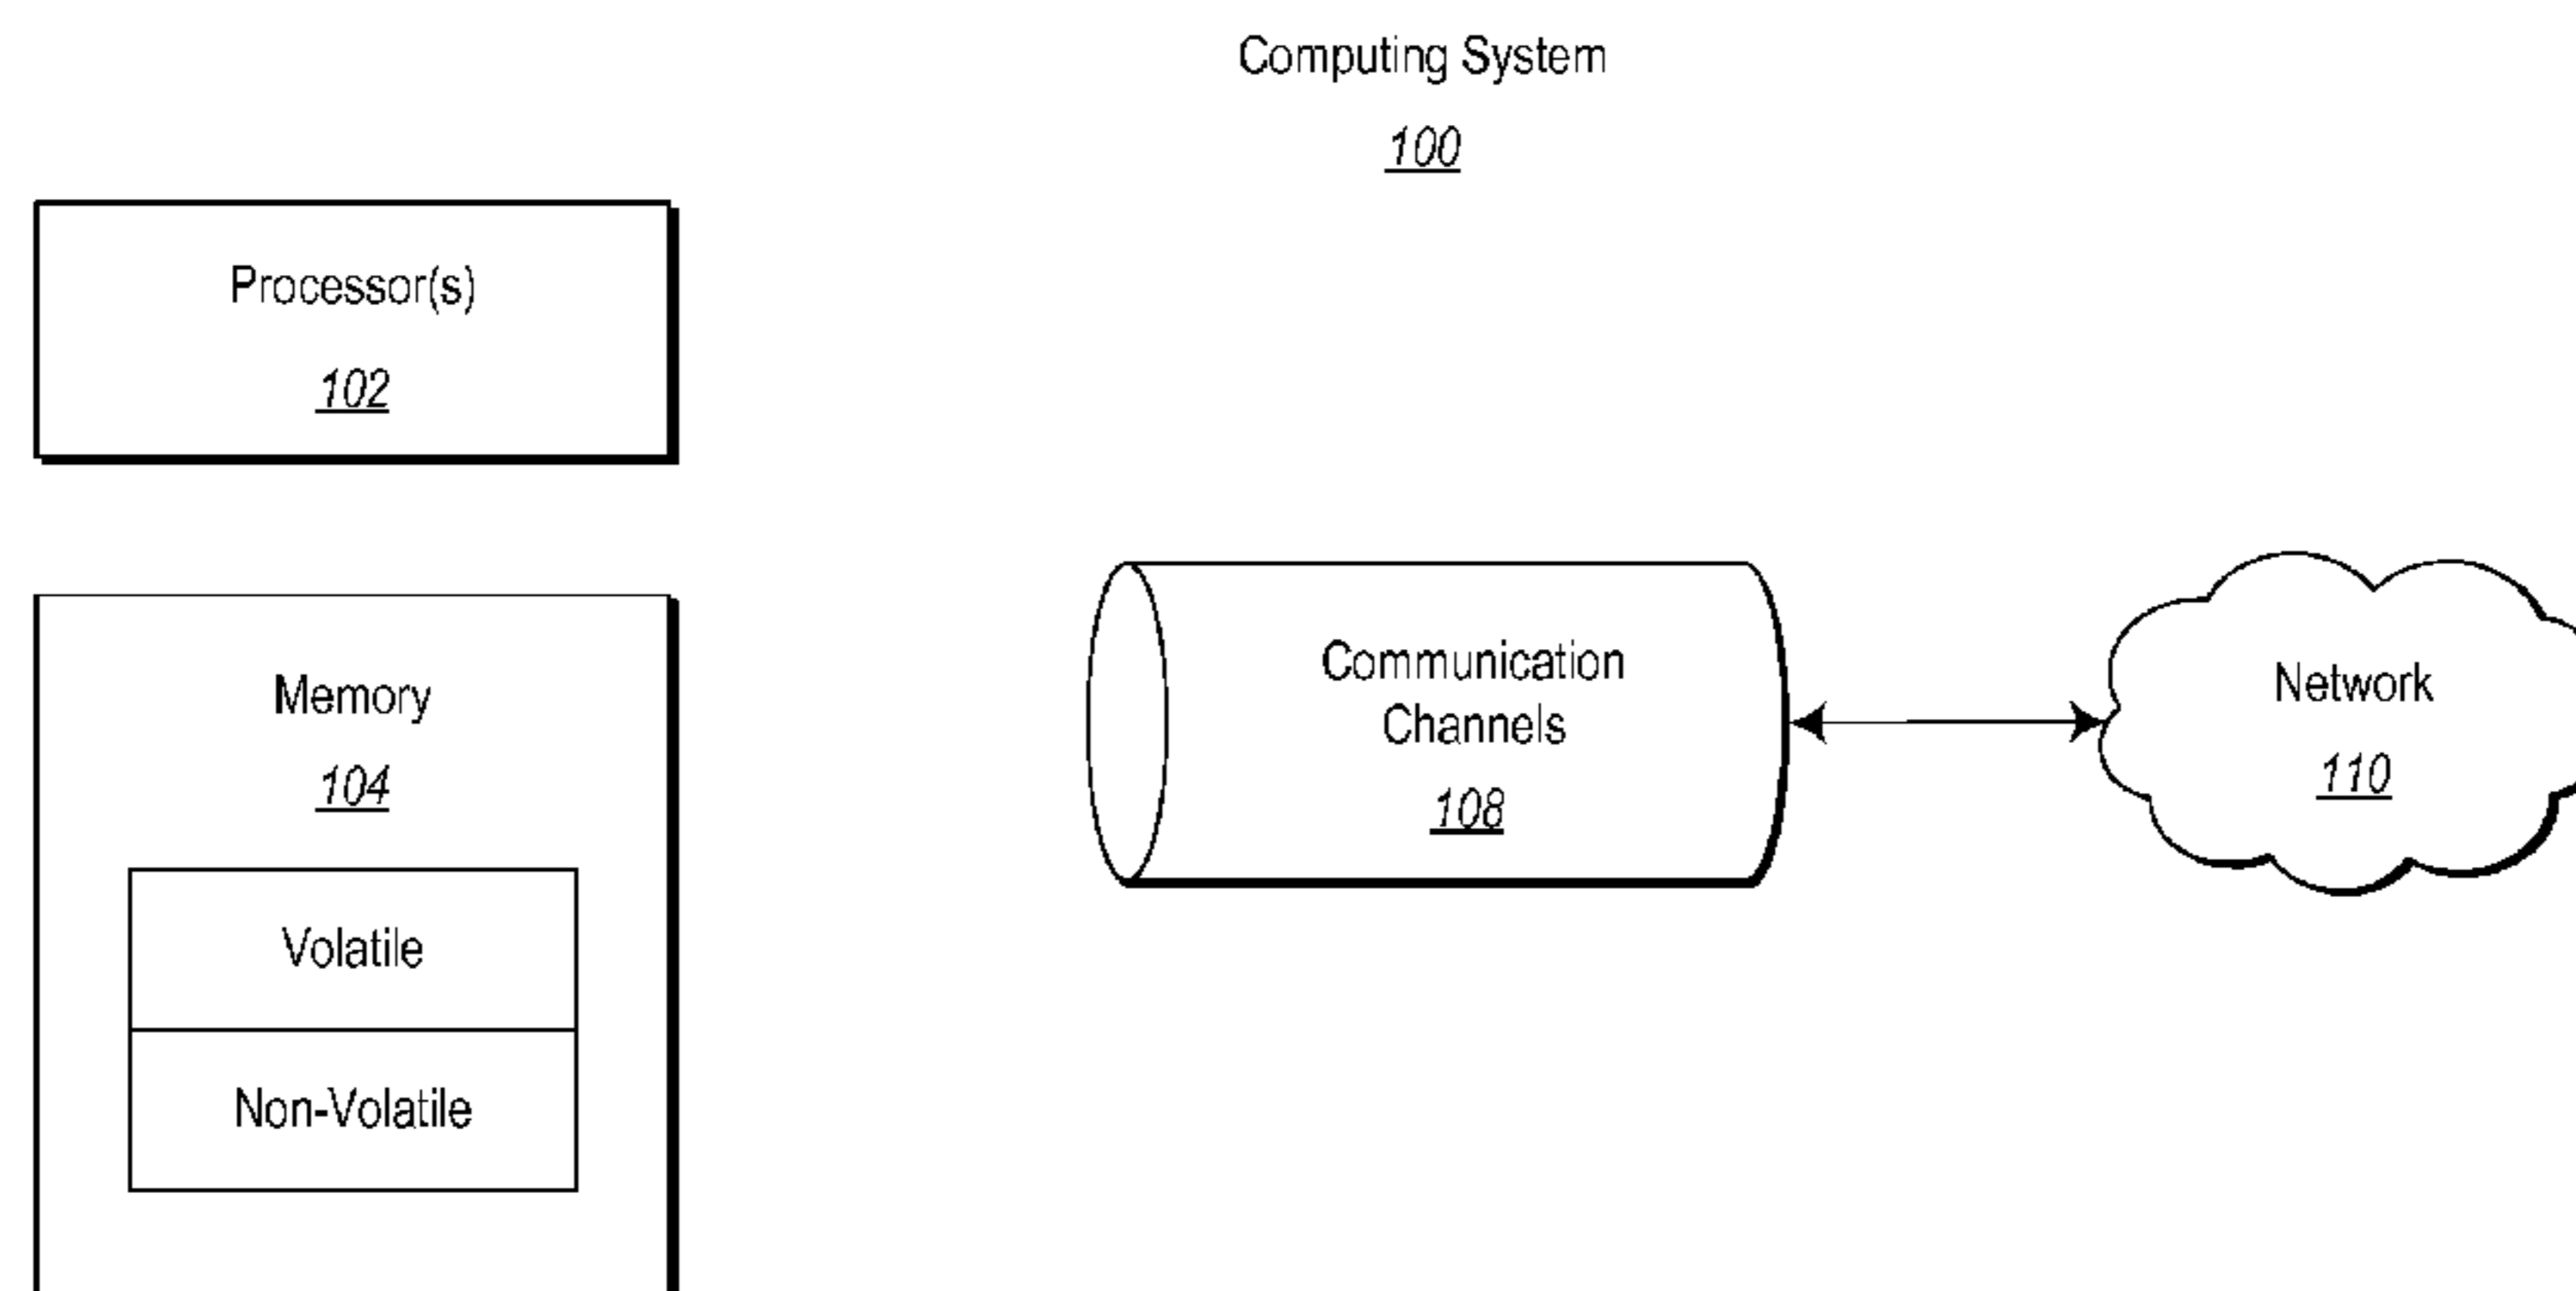 Computing System
100
Processor(s)
102
Memory
104
Volatile
Non-Volatile
Communication
Channels
108
Network
110